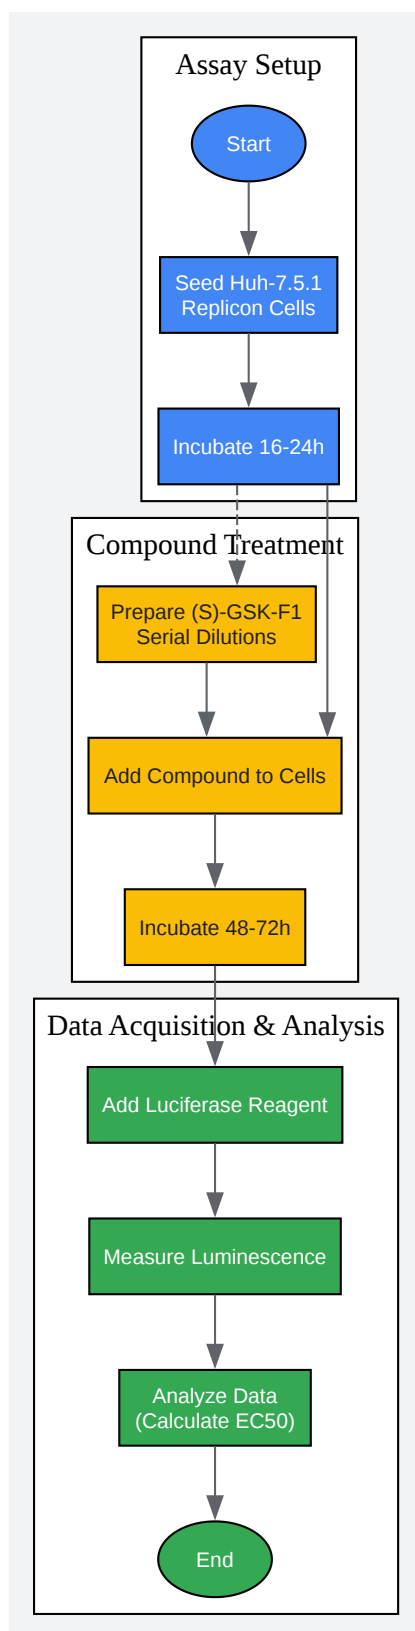 Assay Setup
Start
Seed Huh-7.5.1
Replicon Cells
Incubate 16-24h
Compound Treatment
Prepare (S)-GSK-F1
Serial Dilutions
Add Compound to Cells
Incubate 48-72h
Data Acquisition & Analysis
Add Luciferase Reagent
Measure Luminescence
Analyze Data
(Calculate EC50)
End